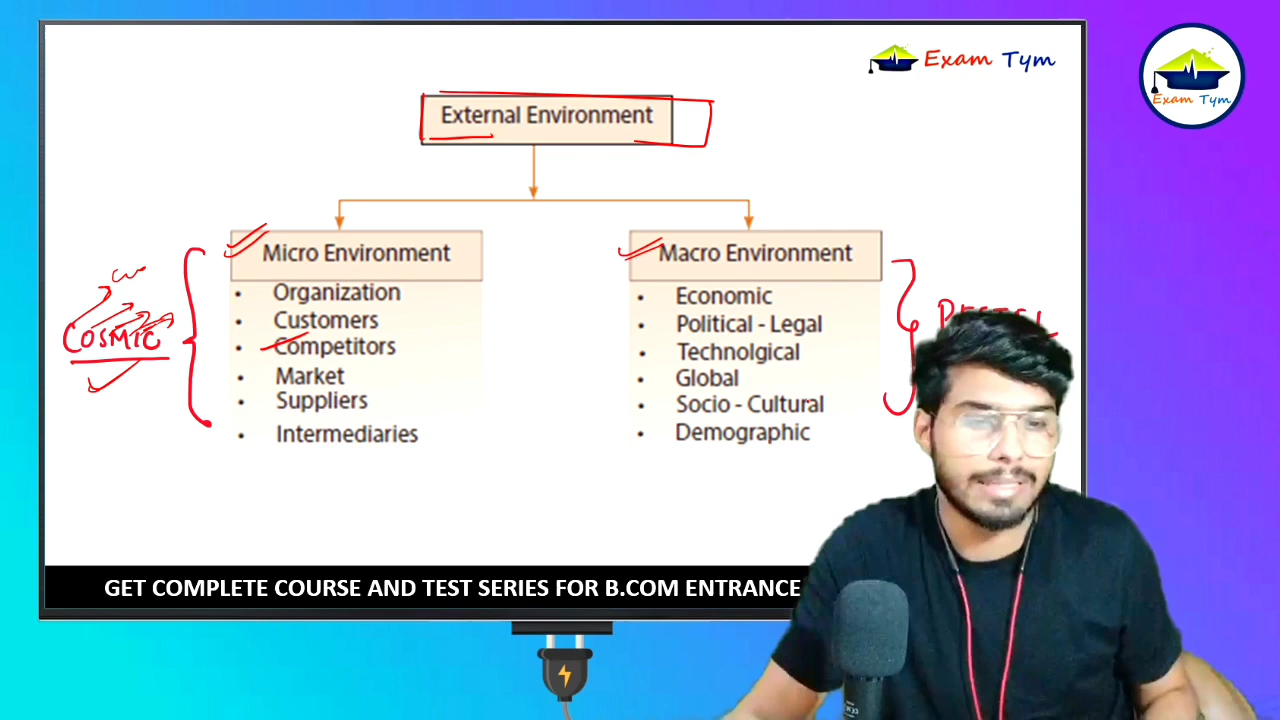 Exam Tym
Exam Tym
External Environment
Micro Environment
Organization
Customers
Competitors
Market
Suppliers
Intermediaries
Macro Environment
Economic
Political - Legal
Technolgical
Global
Socio - Cultural
Demographic
COSMIC
GET COMPLETE COURSE AND TEST SERIES FOR B.COM ENTRANCE